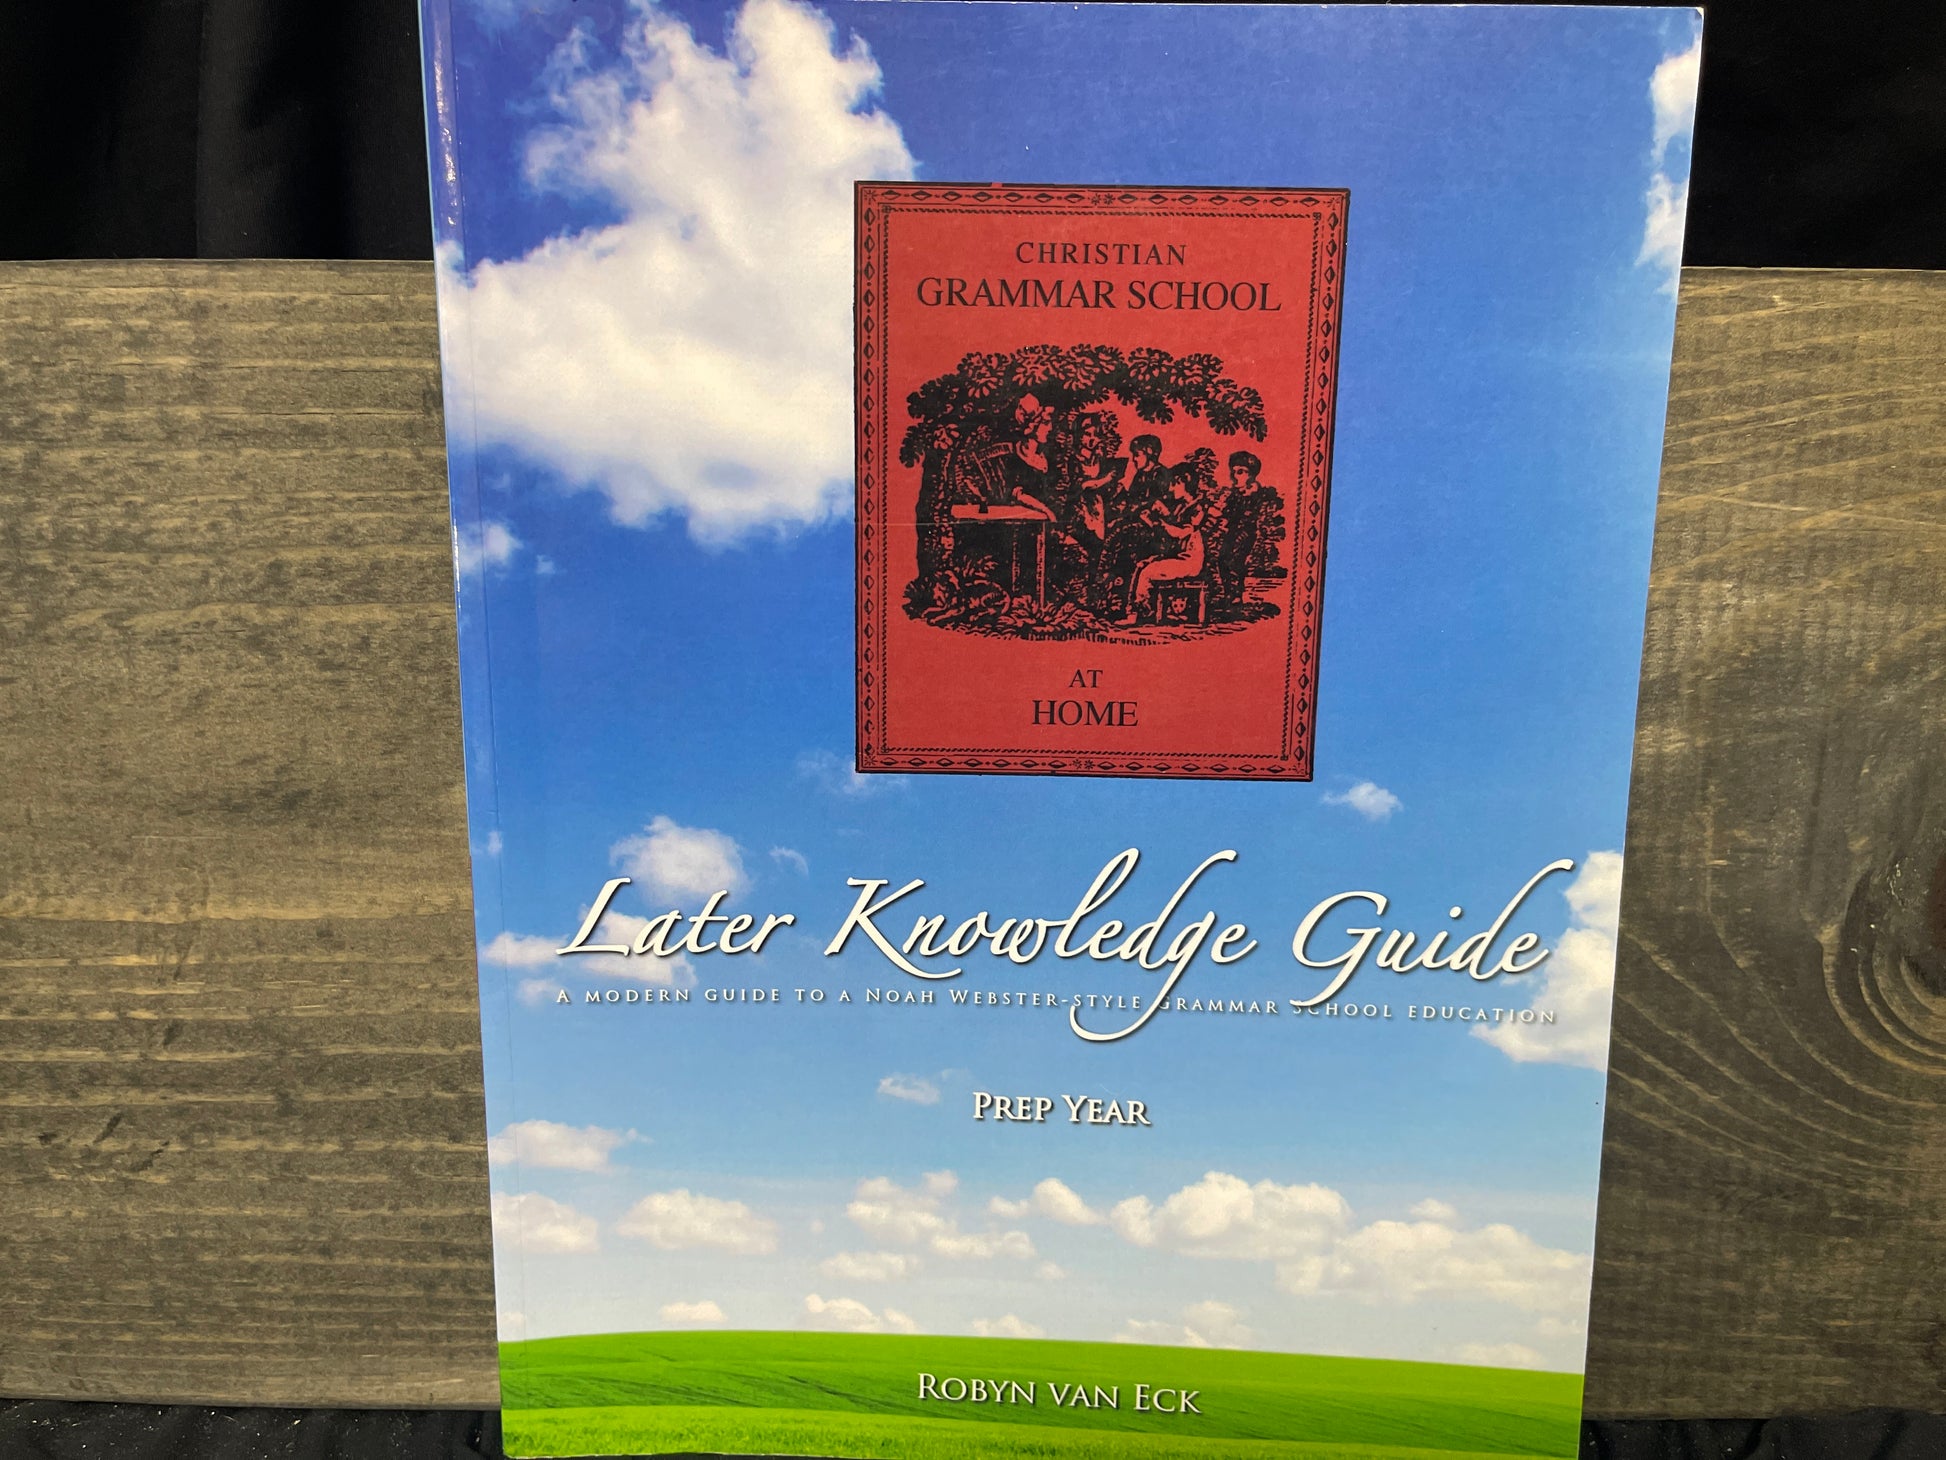 CHRISTIAN
GRAMMAR SCHOOL
AT
HOME
Later Knowledge Guide
A MODERN GUIDE TO A NOAH WEBSTER-STYLE GRAMMAR SCHOOL EDUCATION
PREP YEAR
ROBYN VAN ECK